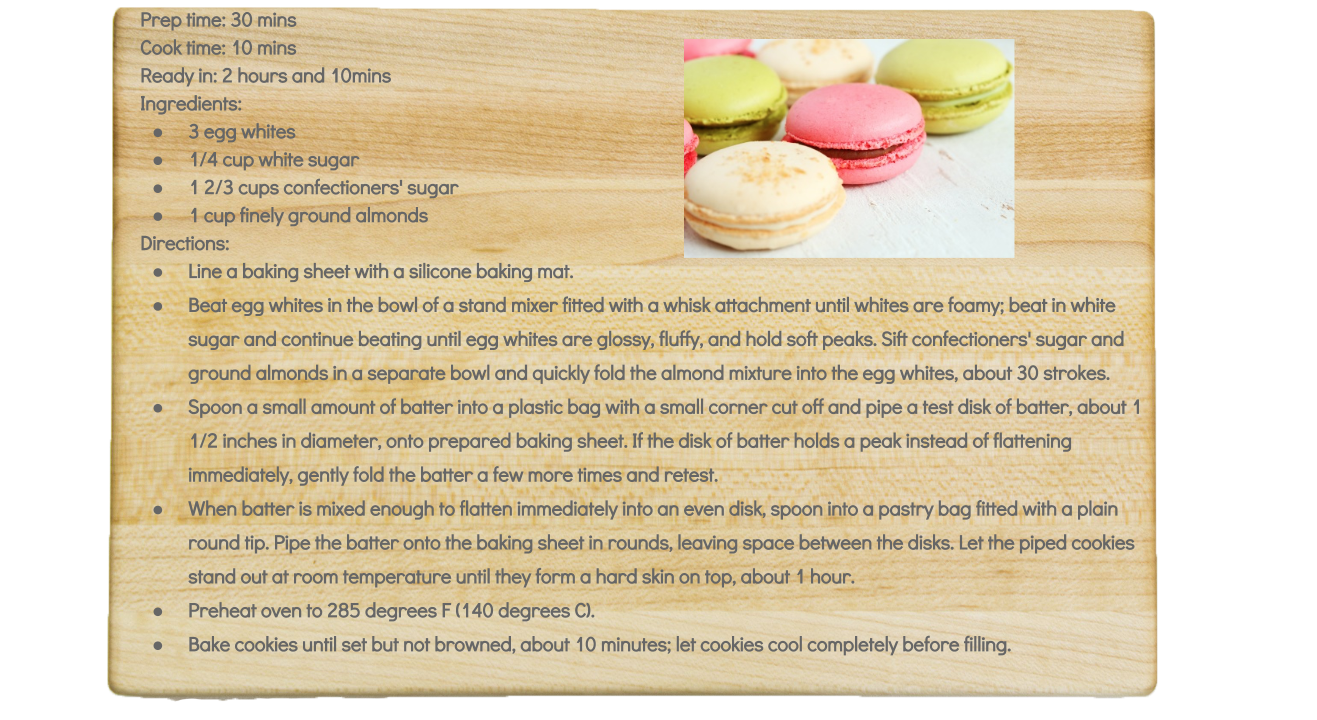 Prep time: 30 mins
Cook time: 10 mins
Ready in: 2 hours and 10mins
Ingredients:
● 3 egg whites
● 1/4 cup white sugar
● 1 2/3 cups confectioners' sugar
● 1 cup finely ground almonds
Directions:
● Line a baking sheet with a silicone baking mat.
● Beat egg whites in the bowl of a stand mixer fitted with a whisk attachment until whites are foamy; beat in white
sugar and continue beating until egg whites are glossy, fluffy, and hold soft peaks. Sift confectioners' sugar and
ground almonds in a separate bowl and quickly fold the almond mixture into the egg whites, about 30 strokes.
● Spoon a small amount of batter into a plastic bag with a small corner cut off and pipe a test disk of batter, about 1
1/2 inches in diameter, onto prepared baking sheet. If the disk of batter holds a peak instead of flattening
immediately, gently fold the batter a few more times and retest.
● When batter is mixed enough to flatten immediately into an even disk, spoon into a pastry bag fitted with a plain
round tip. Pipe the batter onto the baking sheet in rounds, leaving space between the disks. Let the piped cookies
stand out at room temperature until they form a hard skin on top, about 1 hour.
● Preheat oven to 285 degrees F (140 degrees C).
● Bake cookies until set but not browned, about 10 minutes; let cookies cool completely before filling.